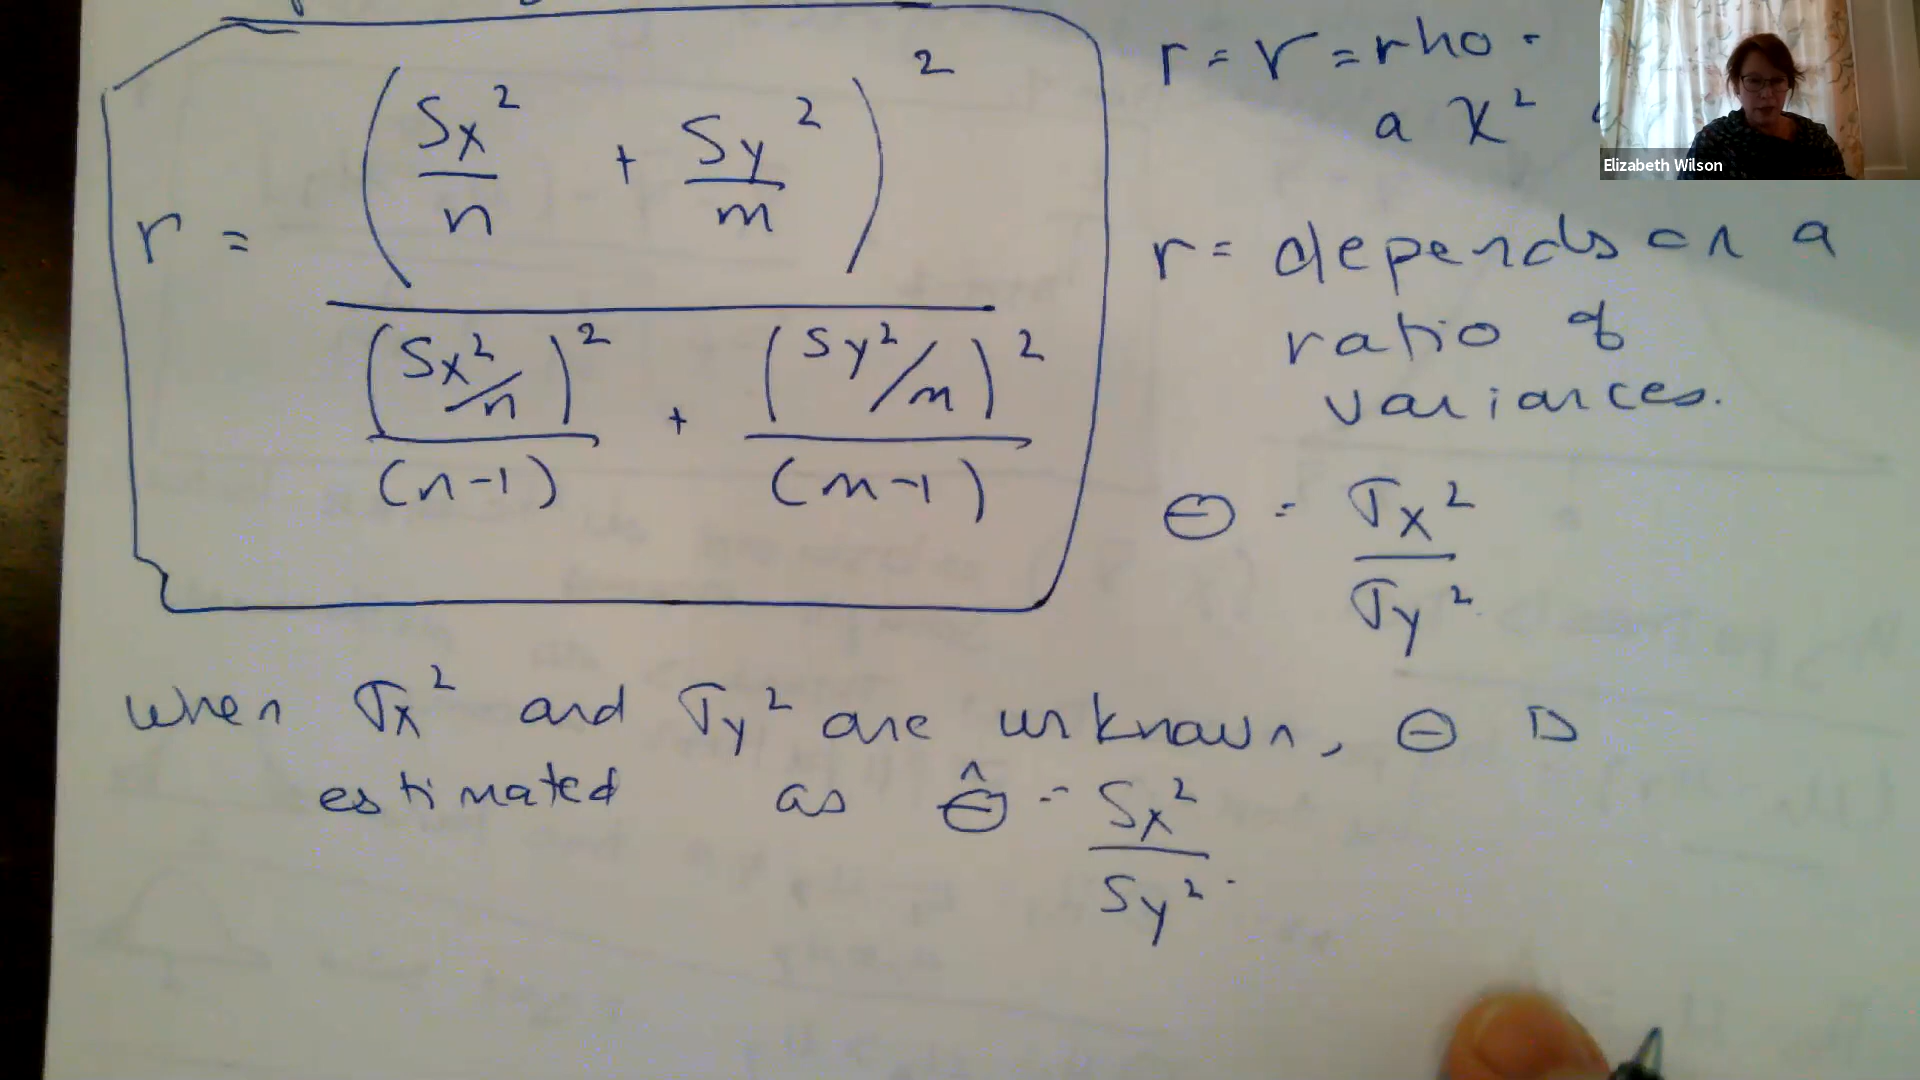 r = (Sx²/n + Sy²/m)² / ((Sx²/n)²/(n-1) + (Sy²/m)²/(m-1))
r = r = rho -
a χ²
Elizabeth Wilson
r = depends on a
ratio of
variances.
θ = σx²/σy²
when σx² and σy² are unknown, θ is
estimated as θ̂ = Sx²/Sy².